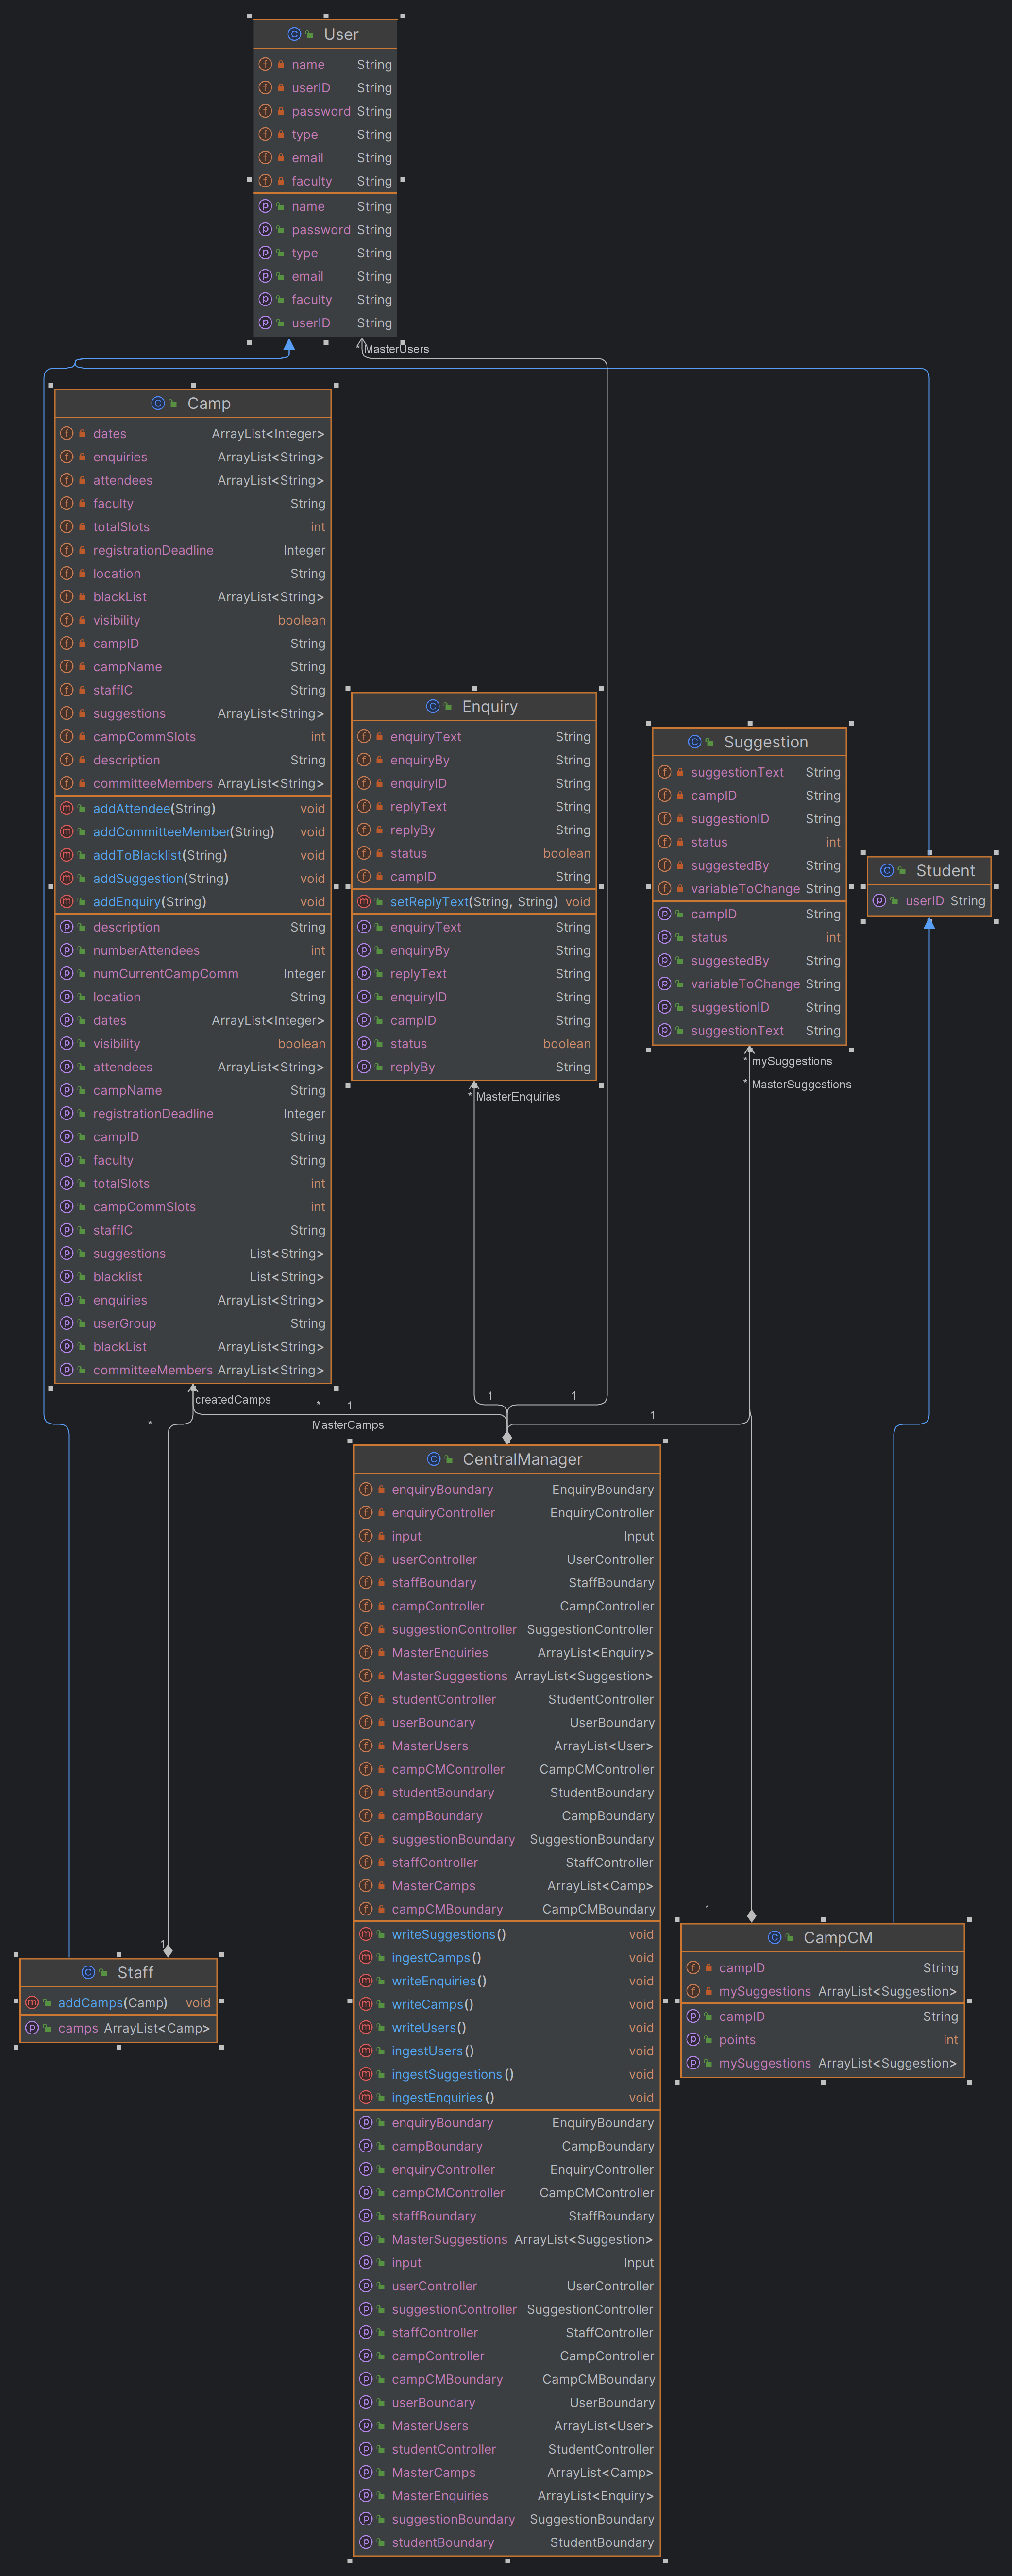 User
name String
userID String
password String
type String
email String
faculty String
name String
password String
type String
email String
faculty String
userID String
* MasterUsers
Camp
dates ArrayList<Integer>
enquiries ArrayList<String>
attendees ArrayList<String>
faculty String
totalSlots int
registrationDeadline Integer
location String
blackList ArrayList<String>
visibility boolean
campID String
campName String
staffIC String
suggestions ArrayList<String>
campCommSlots int
description String
committeeMembers ArrayList<String>
addAttendee(String) void
addCommitteeMember(String) void
addToBlacklist(String) void
addSuggestion(String) void
addEnquiry(String) void
description String
numberAttendees int
numCurrentCampComm Integer
location String
dates ArrayList<Integer>
visibility boolean
attendees ArrayList<String>
campName String
registrationDeadline Integer
campID String
faculty String
totalSlots int
campCommSlots int
staffIC String
suggestions List<String>
blacklist List<String>
enquiries ArrayList<String>
userGroup String
blackList ArrayList<String>
committeeMembers ArrayList<String>
Enquiry
enquiryText String
enquiryBy String
enquiryID String
replyText String
replyBy String
status boolean
campID String
setReplyText(String, String) void
enquiryText String
enquiryBy String
replyText String
enquiryID String
campID String
status boolean
replyBy String
* MasterEnquiries
Suggestion
suggestionText String
campID String
suggestionID String
status int
suggestedBy String
variableToChange String
campID String
status int
suggestedBy String
variableToChange String
suggestionID String
suggestionText String
* mySuggestions
* MasterSuggestions
Student
userID String
createdCamps
* 1
MasterCamps
*
1
1
1
CentralManager
enquiryBoundary EnquiryBoundary
enquiryController EnquiryController
input Input
userController UserController
staffBoundary StaffBoundary
campController CampController
suggestionController SuggestionController
MasterEnquiries ArrayList<Enquiry>
MasterSuggestions ArrayList<Suggestion>
studentController StudentController
userBoundary UserBoundary
MasterUsers ArrayList<User>
campCMController CampCMController
studentBoundary StudentBoundary
campBoundary CampBoundary
suggestionBoundary SuggestionBoundary
staffController StaffController
MasterCamps ArrayList<Camp>
campCMBoundary CampCMBoundary
writeSuggestions() void
ingestCamps() void
writeEnquiries() void
writeCamps() void
writeUsers() void
ingestUsers() void
ingestSuggestions() void
ingestEnquiries() void
enquiryBoundary EnquiryBoundary
campBoundary CampBoundary
enquiryController EnquiryController
campCMController CampCMController
staffBoundary StaffBoundary
MasterSuggestions ArrayList<Suggestion>
input Input
userController UserController
suggestionController SuggestionController
staffController StaffController
campController CampController
campCMBoundary CampCMBoundary
userBoundary UserBoundary
MasterUsers ArrayList<User>
studentController StudentController
MasterCamps ArrayList<Camp>
MasterEnquiries ArrayList<Enquiry>
suggestionBoundary SuggestionBoundary
studentBoundary StudentBoundary
1
Staff
addCamps(Camp) void
camps ArrayList<Camp>
1
CampCM
campID String
mySuggestions ArrayList<Suggestion>
campID String
points int
mySuggestions ArrayList<Suggestion>